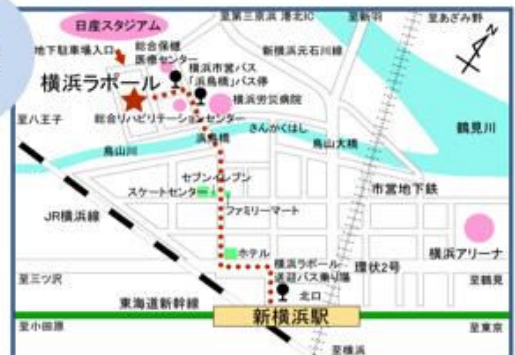 日産スタジアム
至第三京浜 港北IC
至新羽
至あざみ野
地下駐車場入口
総合保健
医療センター
横浜市営バス
「浜鳥橋」バス停
新横浜元石川線
横浜ラポール
横浜労災病院
至八王子
総合リハビリテーションセンター
浜鳥橋
さんかくはし
鳥山大橋
鶴見川
鳥山川
セブンイレブン
スケートセンター
市営地下鉄
ファミリーマート
JR横浜線
ホテル
横浜ラポール
送迎バス乗り場
環状2号
横浜アリーナ
至三ツ沢
北口
至鶴見
東海道新幹線
新横浜駅
至小田原
至東京
至横浜